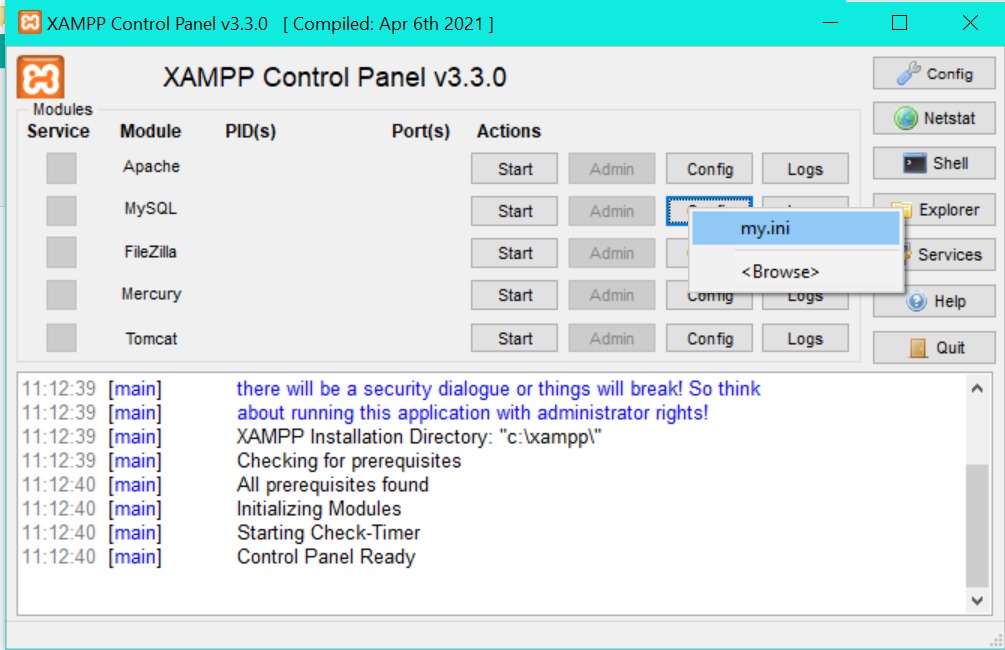 XAMPP Control Panel v3.3.0 [ Compiled: Apr 6th 2021 ]
XAMPP Control Panel v3.3.0
Config
Modules
Service Module PID(s) Port(s) Actions
Netstat
Apache Start Admin Config Logs
Shell
MySQL Start Admin
Explorer
my.ini
FileZilla Start Admin
Services
<Browse>
Mercury Start Admin Config Logs
Help
Tomcat Start Admin Config Logs
Quit
11:12:39 [main] there will be a security dialogue or things will break! So think
11:12:39 [main] about running this application with administrator rights!
11:12:39 [main] XAMPP Installation Directory: "c:\xampp\"
11:12:39 [main] Checking for prerequisites
11:12:40 [main] All prerequisites found
11:12:40 [main] Initializing Modules
11:12:40 [main] Starting Check-Timer
11:12:40 [main] Control Panel Ready